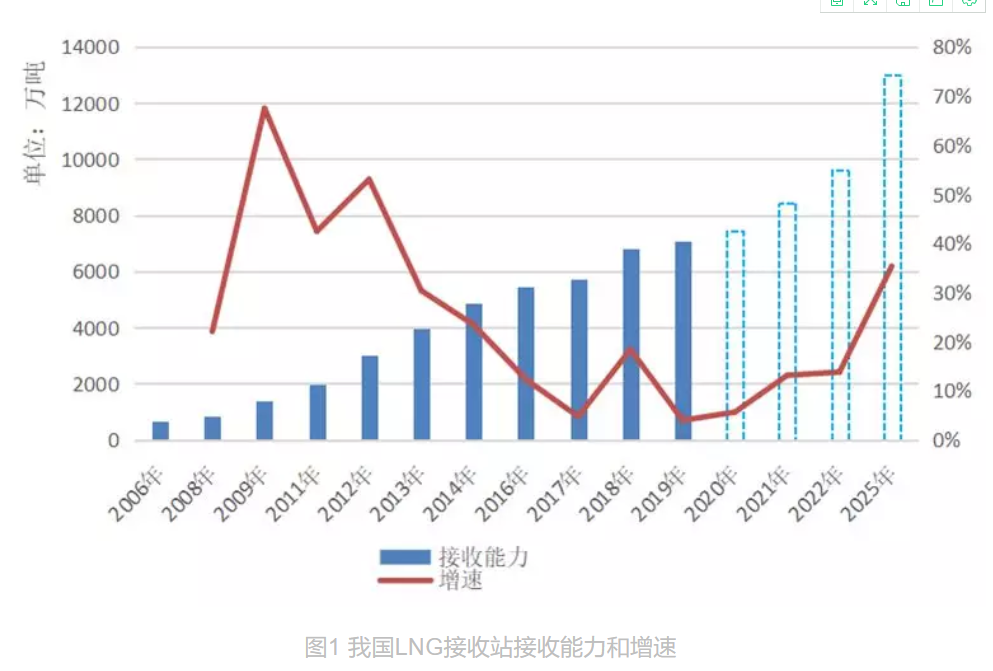 单位：万吨
14000
12000
10000
8000
6000
4000
2000
0
80%
70%
60%
50%
40%
30%
20%
10%
0%
2006年
2008年
2009年
2011年
2012年
2013年
2014年
2016年
2017年
2018年
2019年
2020年
2021年
2022年
2025年
接收能力
增速
图1 我国LNG接收站接收能力和增速